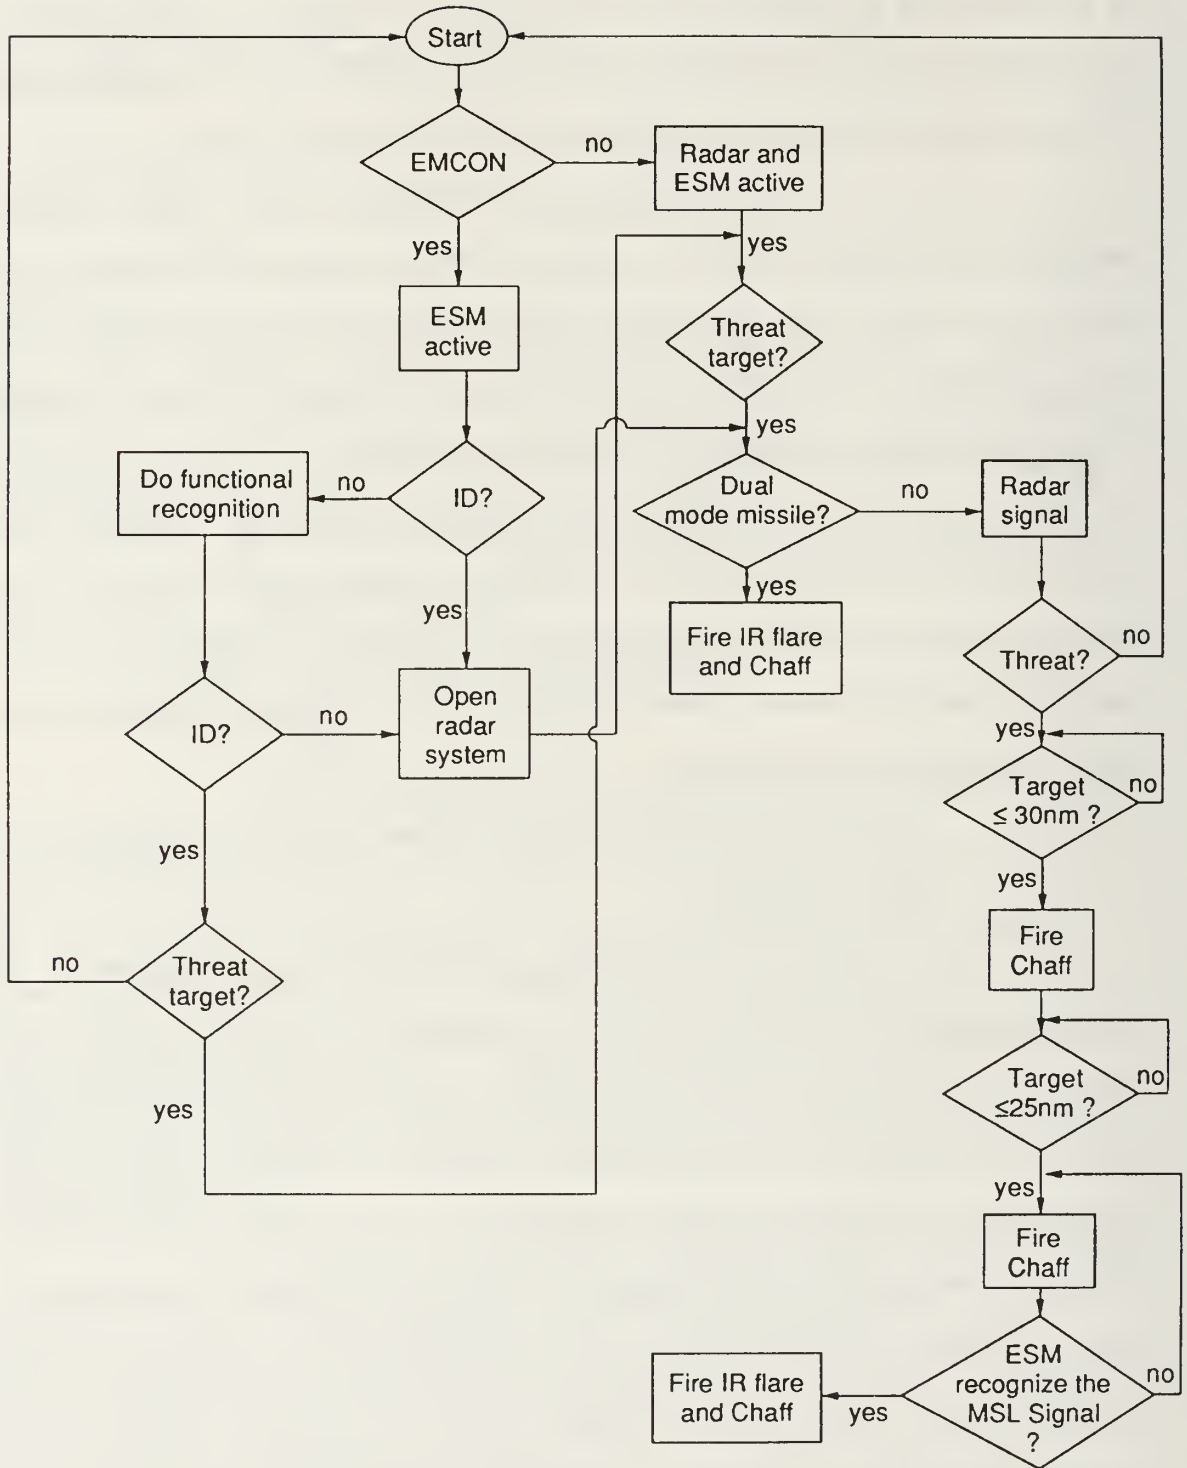 Start
EMCON
no
Radar and
ESM active
yes
yes
ESM
active
Threat
target?
yes
Do functional
recognition
no
ID?
Dual
mode missile?
no
Radar
signal
yes
yes
Fire IR flare
and Chaff
Threat?
no
ID?
no
Open
radar
system
yes
Target
≤ 30nm ?
no
yes
yes
Threat
target?
no
Fire
Chaff
yes
Target
≤25nm ?
no
yes
Fire
Chaff
ESM
recognize the
MSL Signal
?
no
yes
Fire IR flare
and Chaff